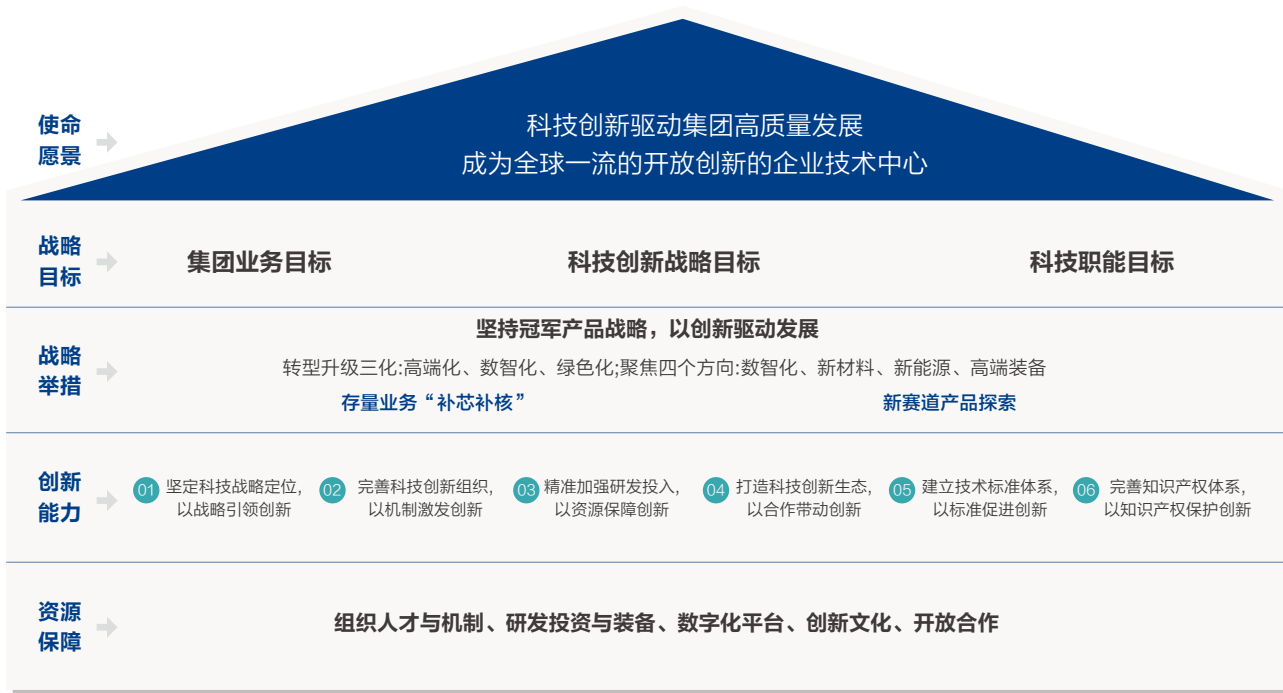 使命
愿景
科技创新驱动集团高质量发展
成为全球一流的开放创新的企业技术中心
战略
目标
集团业务目标
科技创新战略目标
科技职能目标
战略
举措
坚持冠军产品战略，以创新驱动发展
转型升级三化:高端化、数智化、绿色化;聚焦四个方向:数智化、新材料、新能源、高端装备
存量业务“补芯补核”
新赛道产品探索
创新
能力
01
坚定科技战略定位,
以战略引领创新
02
完善科技创新组织,
以机制激发创新
03
精准加强研发投入,
以资源保障创新
04
打造科技创新生态,
以合作带动创新
05
建立技术标准体系,
以标准促进创新
06
完善知识产权体系,
以知识产权保护创新
资源
保障
组织人才与机制、研发投资与装备、数字化平台、创新文化、开放合作